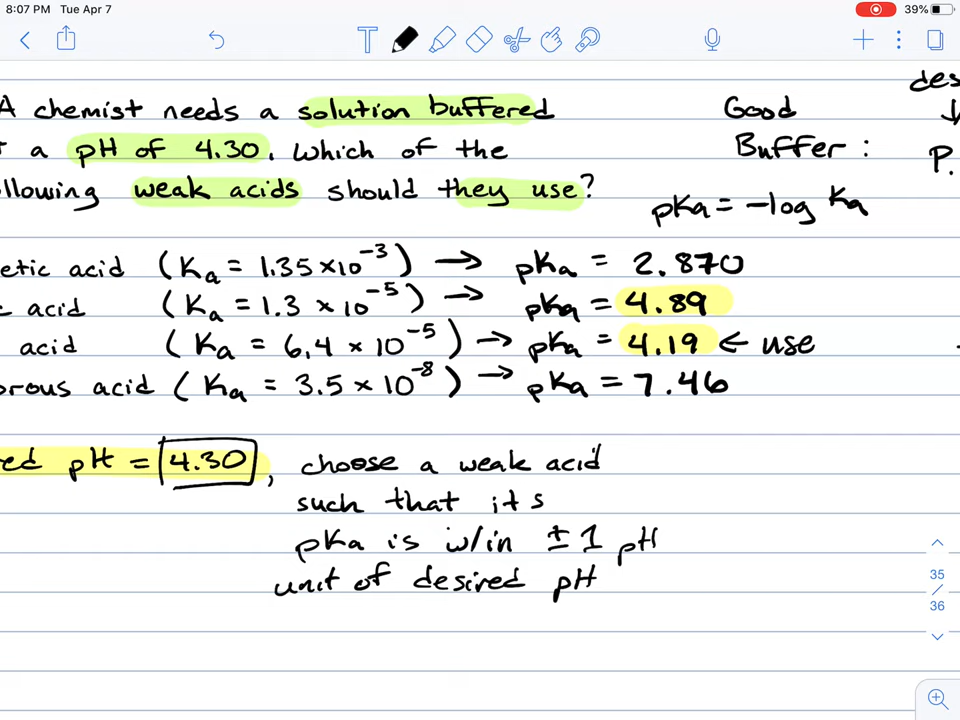 8:07 PM Tue Apr 7
39%
A chemist needs a solution buffered
a pH of 4.30. Which of the
weak acids should they use?
Good
Buffer :
pKa = -log Ka
acid (Ka = 1.35 x 10^-3) → pKa = 2.870
acid (Ka = 1.3 x 10^-5) → pKa = 4.89
acid (Ka = 6.4 x 10^-5) → pKa = 4.19 ← use
acid (Ka = 3.5 x 10^-8) → pKa = 7.46
pH = 4.30, choose a weak acid
such that its
pKa is w/in ± 1 pH
unit of desired pH
35
/
36